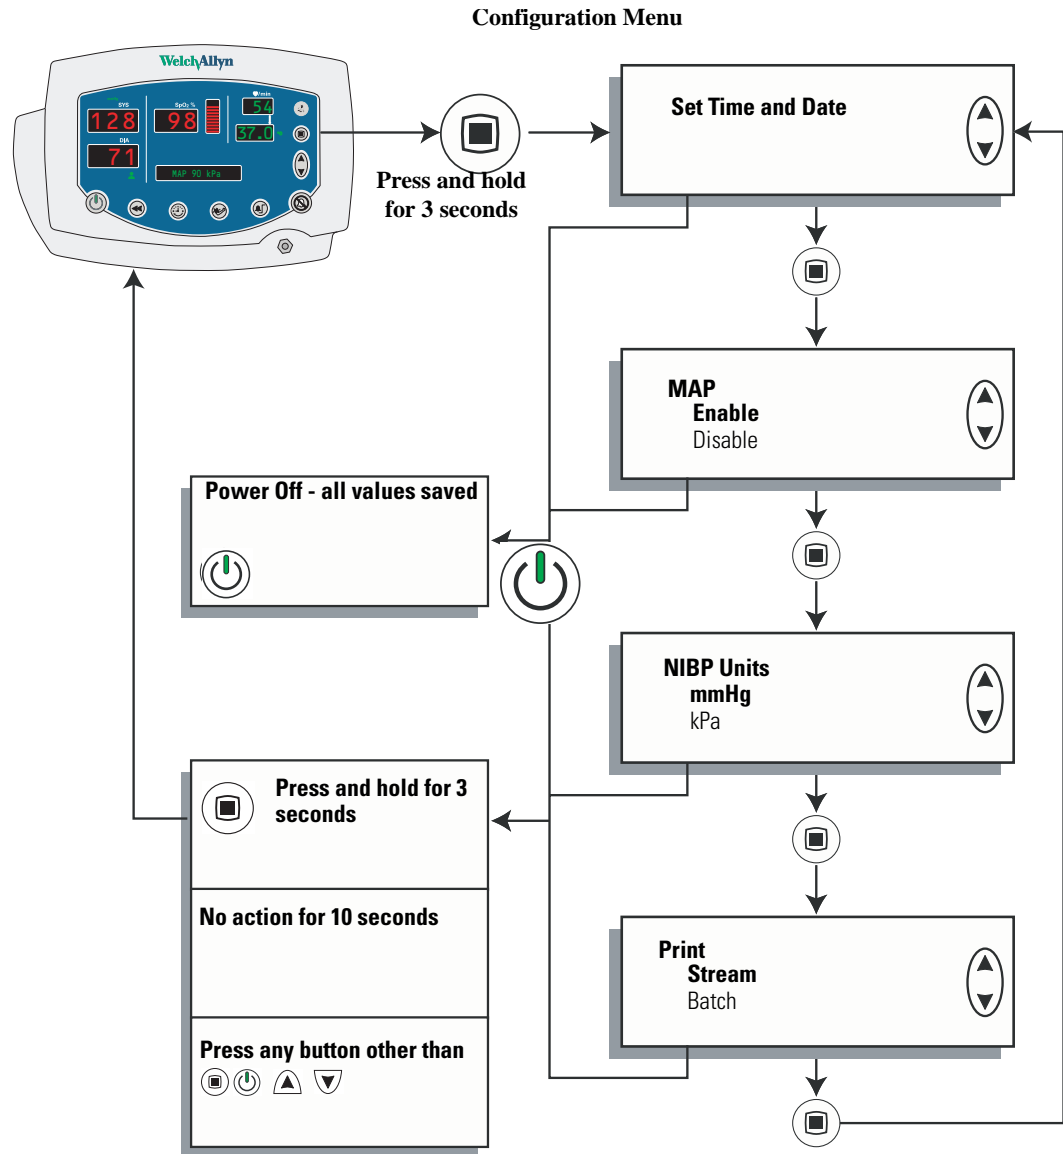 Configuration Menu
WelchAllyn
SYS
128
DIA
71
SpO₂ %
98
/min
54
37.0
MAP 90 kPa
Press and hold
for 3 seconds
Set Time and Date
MAP
Enable
Disable
Power Off - all values saved
NIBP Units
mmHg
kPa
Press and hold for 3
seconds
No action for 10 seconds
Print
Stream
Batch
Press any button other than